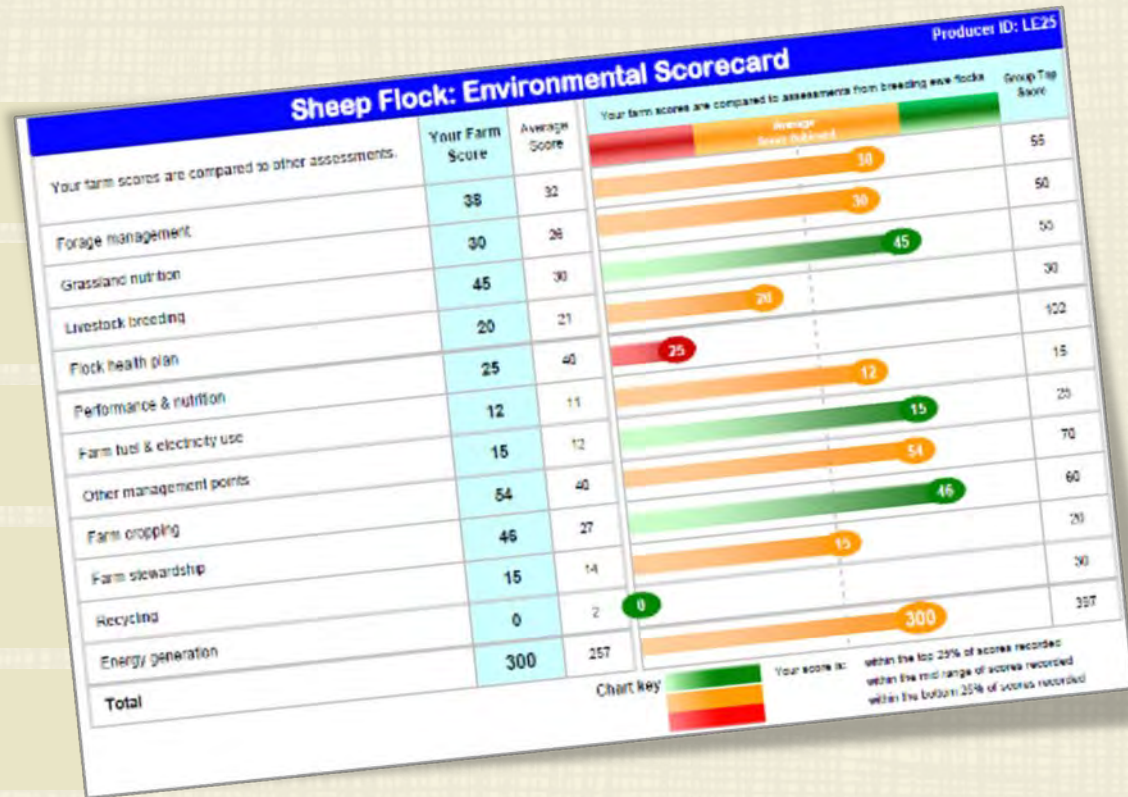 Producer ID: LE25
Sheep Flock: Environmental Scorecard
Your farm scores are compared to other assessments.
Your Farm Score
Average Score
Your farm scores are compared to assessments from breeding ewe flocks
Average
Group Top Score
Forage management 38 32 38 55
Grassland nutrition 30 26 30 50
Livestock breeding 45 30 45 55
Flock health plan 20 21 20 30
Performance & nutrition 25 40 25 102
Farm fuel & electricity use 12 11 12 15
Other management points 15 12 15 25
Farm cropping 54 40 54 70
Farm stewardship 46 27 46 60
Recycling 15 14 15 20
Energy generation 0 2 0 30
Total 300 257 300
Chart key
Your score is: within the top 25% of scores recorded
within the mid range of scores recorded
within the bottom 25% of scores recorded